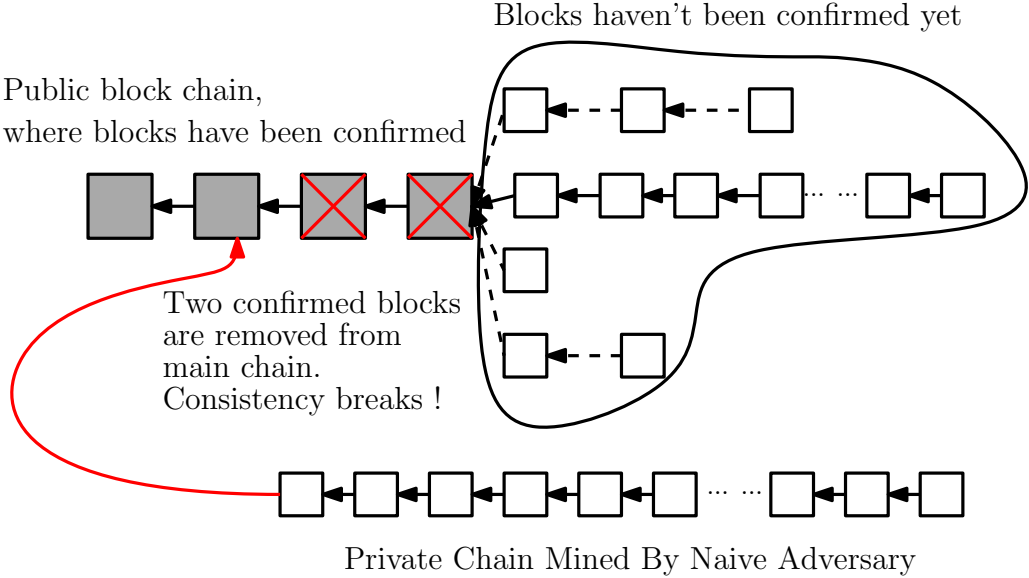 Blocks haven't been confirmed yet
Public block chain,
where blocks have been confirmed
... ...
Two confirmed blocks
are removed from
main chain.
Consistency breaks !
... ...
Private Chain Mined By Naive Adversary